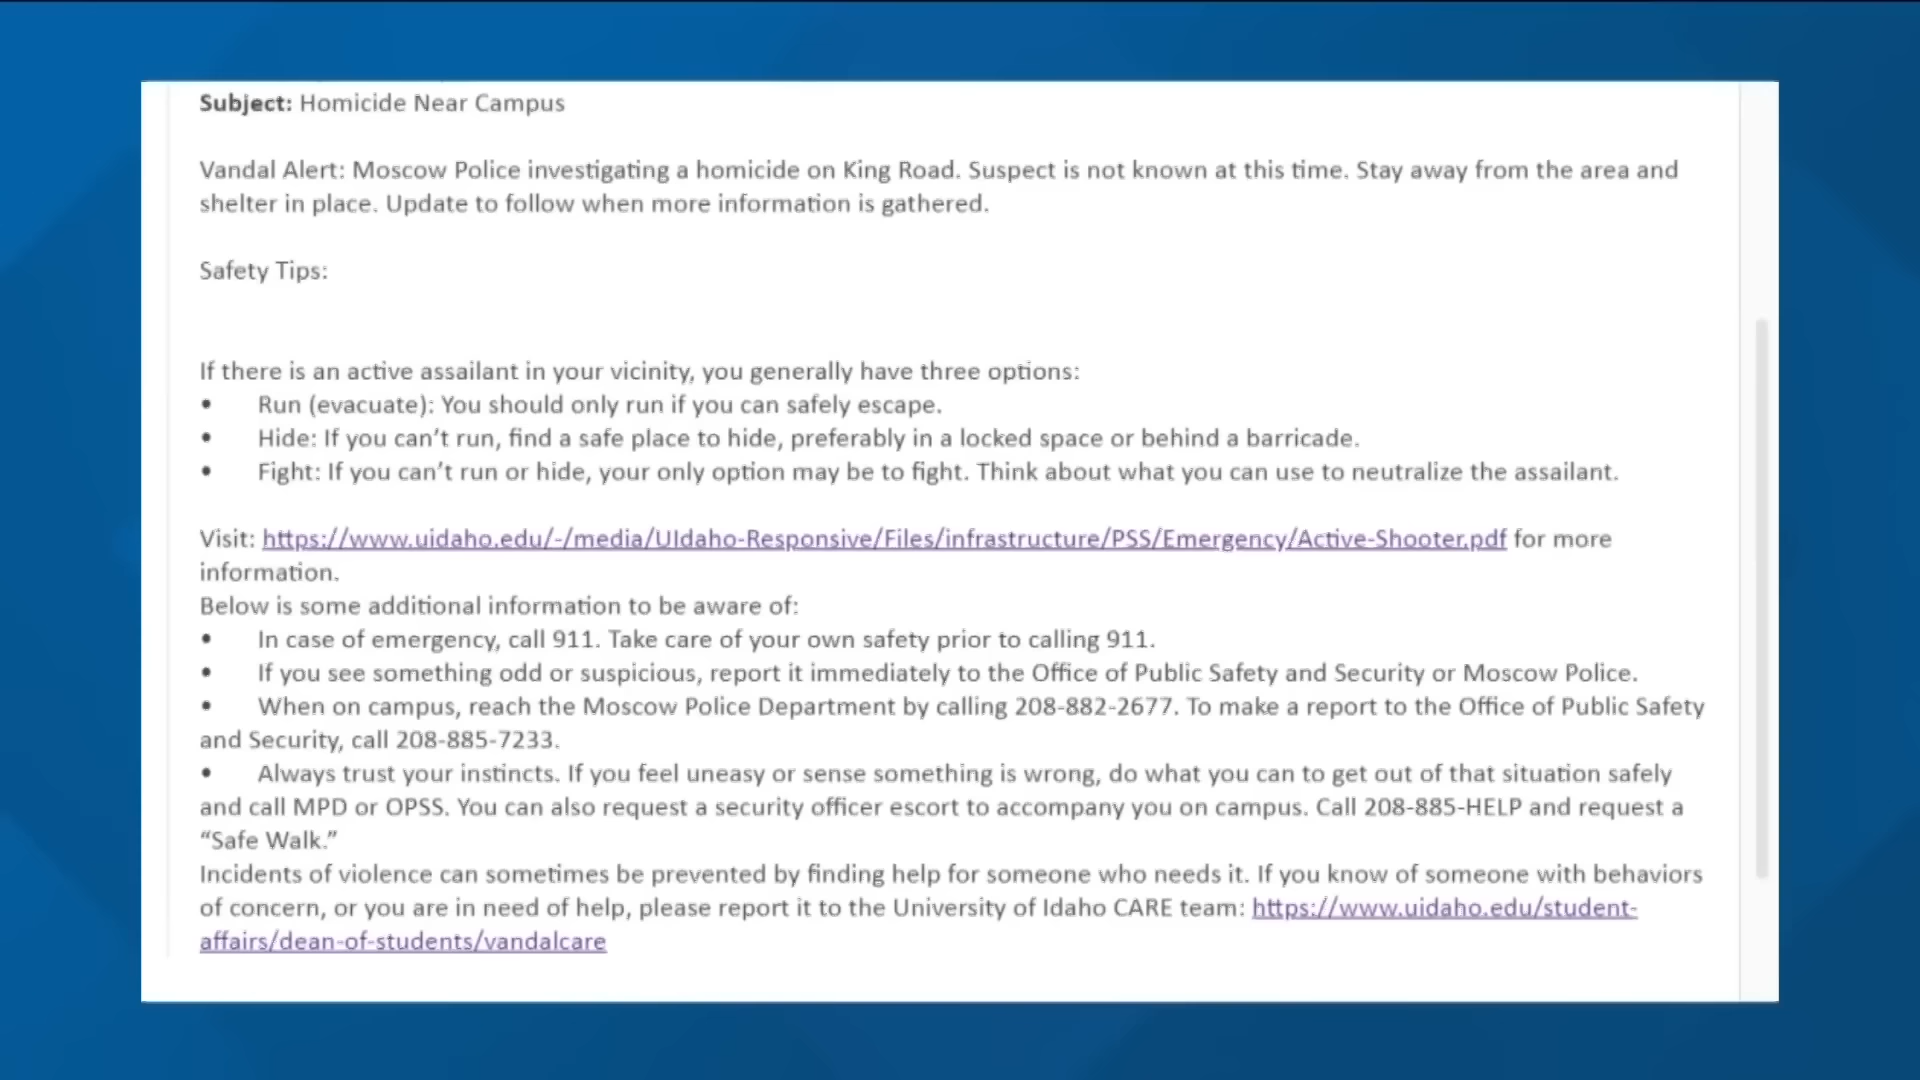 Subject: Homicide Near Campus
Vandal Alert: Moscow Police investigating a homicide on King Road. Suspect is not known at this time. Stay away from the area and
shelter in place. Update to follow when more information is gathered.
Safety Tips:
If there is an active assailant in your vicinity, you generally have three options:
• Run (evacuate): You should only run if you can safely escape.
• Hide: If you can’t run, find a safe place to hide, preferably in a locked space or behind a barricade.
• Fight: If you can’t run or hide, your only option may be to fight. Think about what you can use to neutralize the assailant.
Visit: https://www.uidaho.edu/-/media/UIdaho-Responsive/Files/infrastructure/PSS/Emergency/Active-Shooter.pdf for more
information.
Below is some additional information to be aware of:
• In case of emergency, call 911. Take care of your own safety prior to calling 911.
• If you see something odd or suspicious, report it immediately to the Office of Public Safety and Security or Moscow Police.
• When on campus, reach the Moscow Police Department by calling 208-882-2677. To make a report to the Office of Public Safety
and Security, call 208-885-7233.
• Always trust your instincts. If you feel uneasy or sense something is wrong, do what you can to get out of that situation safely
and call MPD or OPSS. You can also request a security officer escort to accompany you on campus. Call 208-885-HELP and request a
“Safe Walk.”
Incidents of violence can sometimes be prevented by finding help for someone who needs it. If you know of someone with behaviors
of concern, or you are in need of help, please report it to the University of Idaho CARE team: https://www.uidaho.edu/student-
affairs/dean-of-students/vandalcare